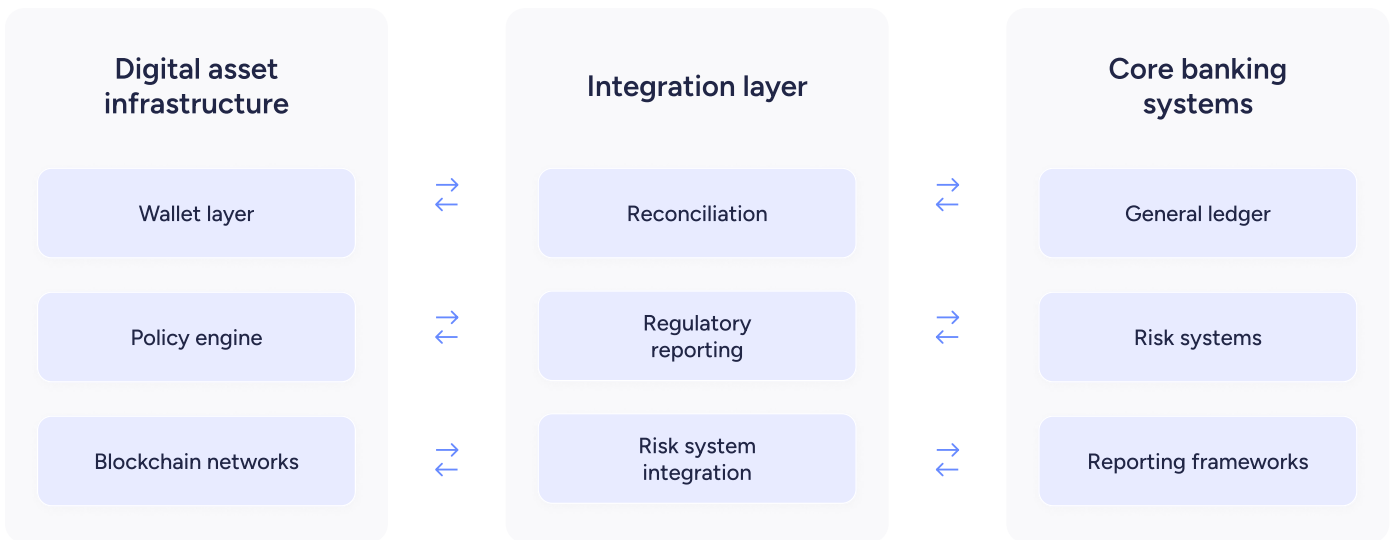 Digital asset
infrastructure
Wallet layer
Policy engine
Blockchain networks
Integration layer
Reconciliation
Regulatory
reporting
Risk system
integration
Core banking
systems
General ledger
Risk systems
Reporting frameworks